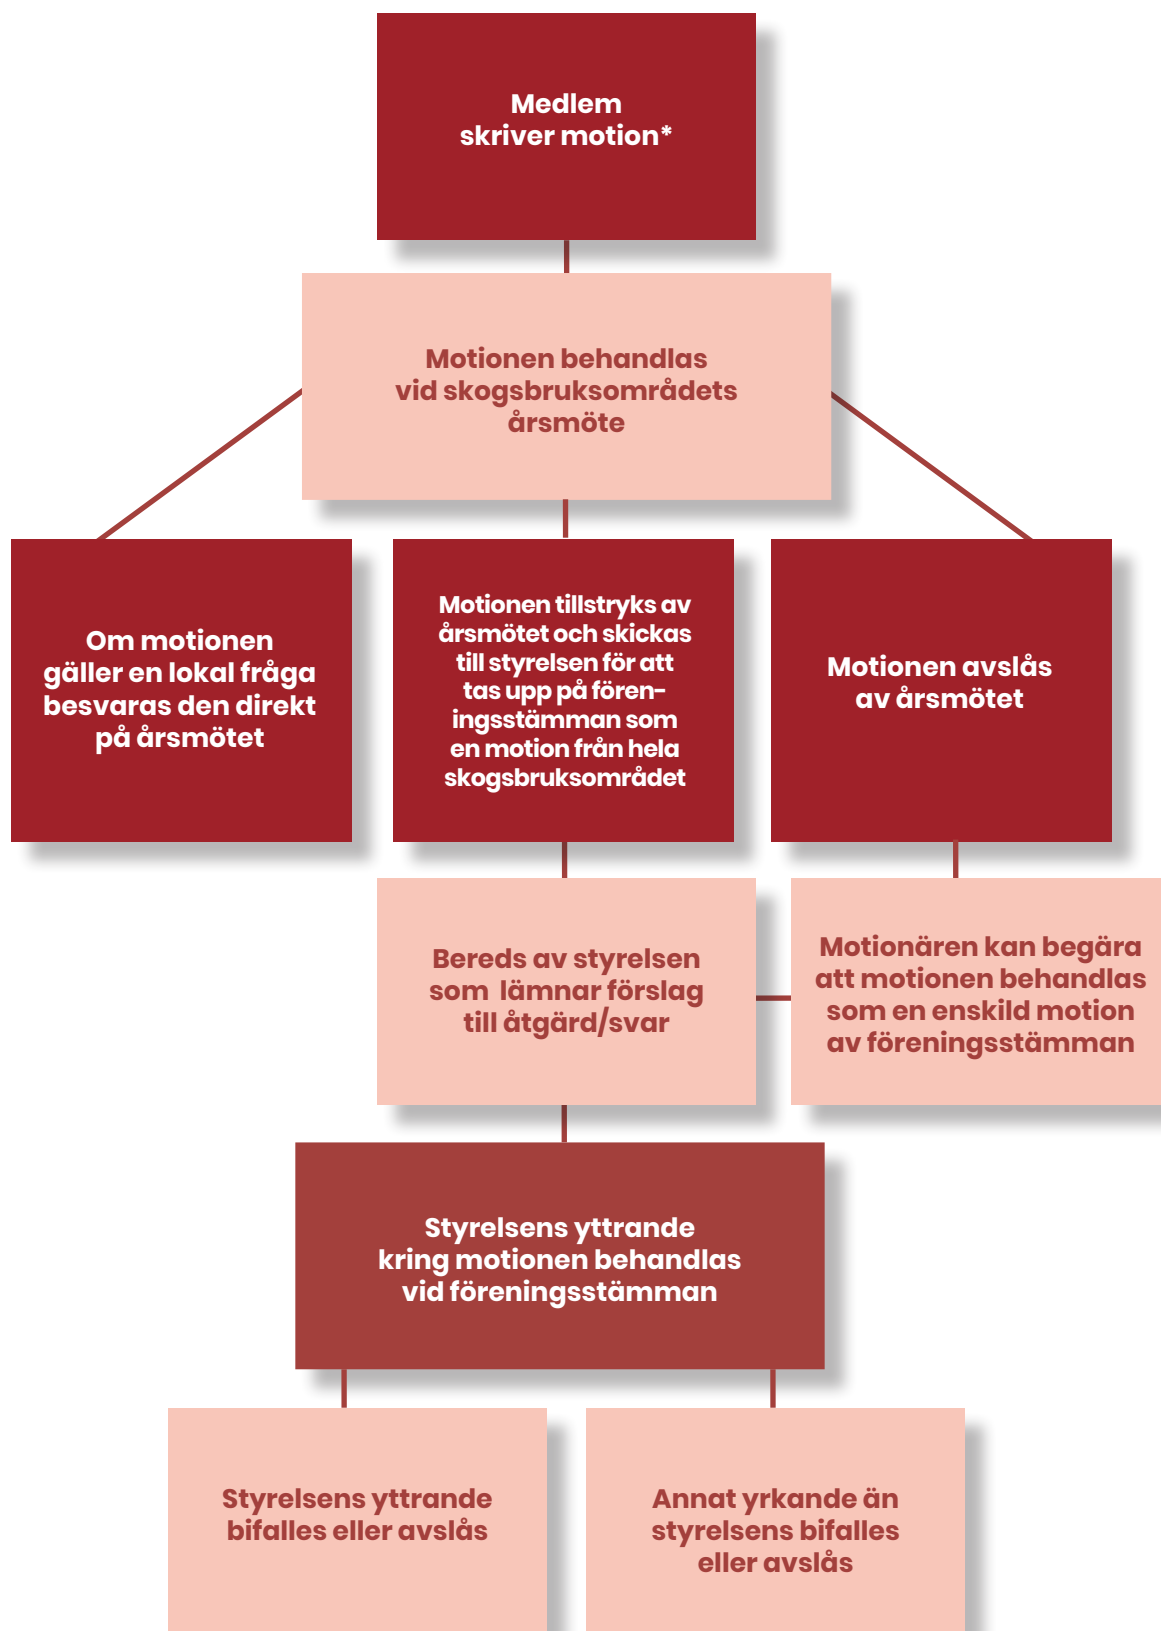 Medlem
skriver motion*
Motionen behandlas
vid skogsbruksområdets
årsmöte
Om motionen
gäller en lokal fråga
besvaras den direkt
på årsmötet
Motionen tillstryks av
årsmötet och skickas
till styrelsen för att
tas upp på fören-
ingsstämman som
en motion från hela
skogsbruksområdet
Motionen avslås
av årsmötet
Bereds av styrelsen
som lämnar förslag
till åtgärd/svar
Motionären kan begära
att motionen behandlas
som en enskild motion
av föreningsstämman
Styrelsens yttrande
kring motionen behandlas
vid föreningsstämman
Styrelsens yttrande
bifalles eller avslås
Annat yrkande än
styrelsens bifalles
eller avslås